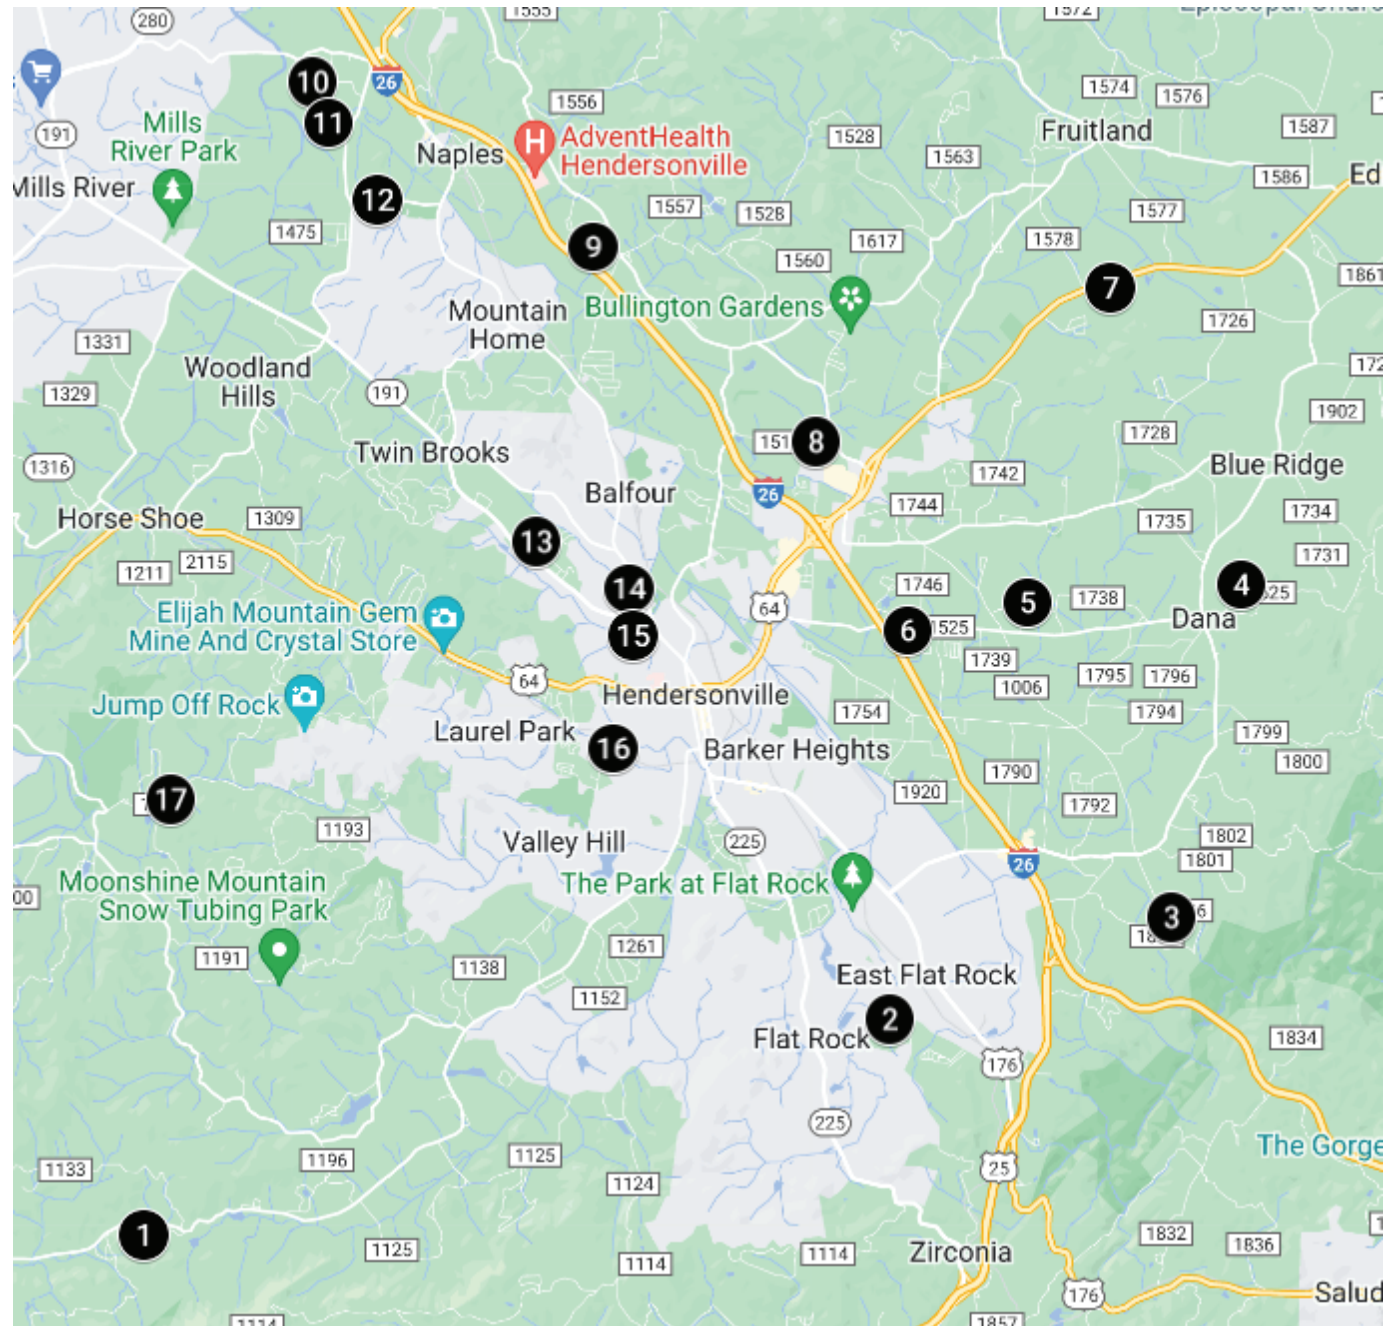 280
1555
1572
26
10
1574
1576
1556
191
11
Mills
River Park
AdventHealth
Hendersonville
H
1528
Fruitland
1587
Naples
1563
1586
Ed
Mills River
12
1557
1528
1577
1475
9
1617
1578
1560
7
1861
Mountain
Home
Bullington Gardens
1726
1331
Woodland
Hills
1329
191
1902
8
1728
Twin Brooks
1316
Blue Ridge
1742
Balfour
26
1744
1734
Horse Shoe
1309
1735
13
1731
2115
1211
14
1746
4
5
1738
Elijah Mountain Gem
Mine And Crystal Store
64
15
6
1525
Dana
1739
1795
1796
64
1006
Hendersonville
Jump Off Rock
1754
1794
Laurel Park
16
Barker Heights
1799
1800
17
1790
1920
1792
1193
Valley Hill
225
1802
1801
26
Moonshine Mountain
Snow Tubing Park
The Park at Flat Rock
3
1261
1191
1138
East Flat Rock
1152
2
Flat Rock
1834
176
225
The Gorge
1133
1196
1125
25
1124
1
1125
1114
1114
Zirconia
1832
1836
176
Salud
1114
1857